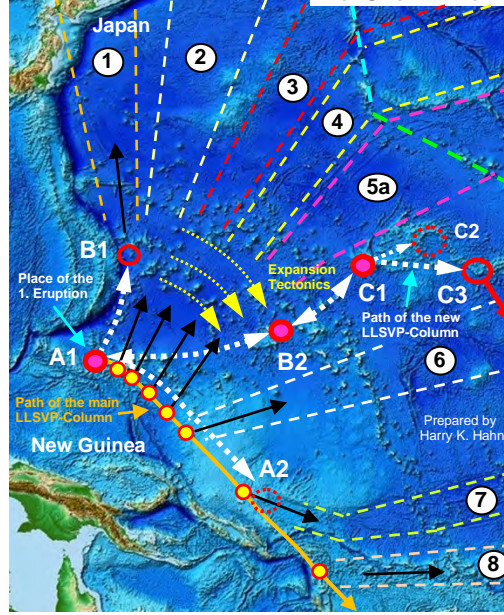 Japan
1
2
3
4
5a
B1
C2
Place of the
1. Eruption
Expansion
Tectonics
C1
C3
Path of the new
LLSVP-Column
A1
B2
6
Path of the main
LLSVP-Column
Prepared by
Harry K. Hahn
New Guinea
A2
7
8